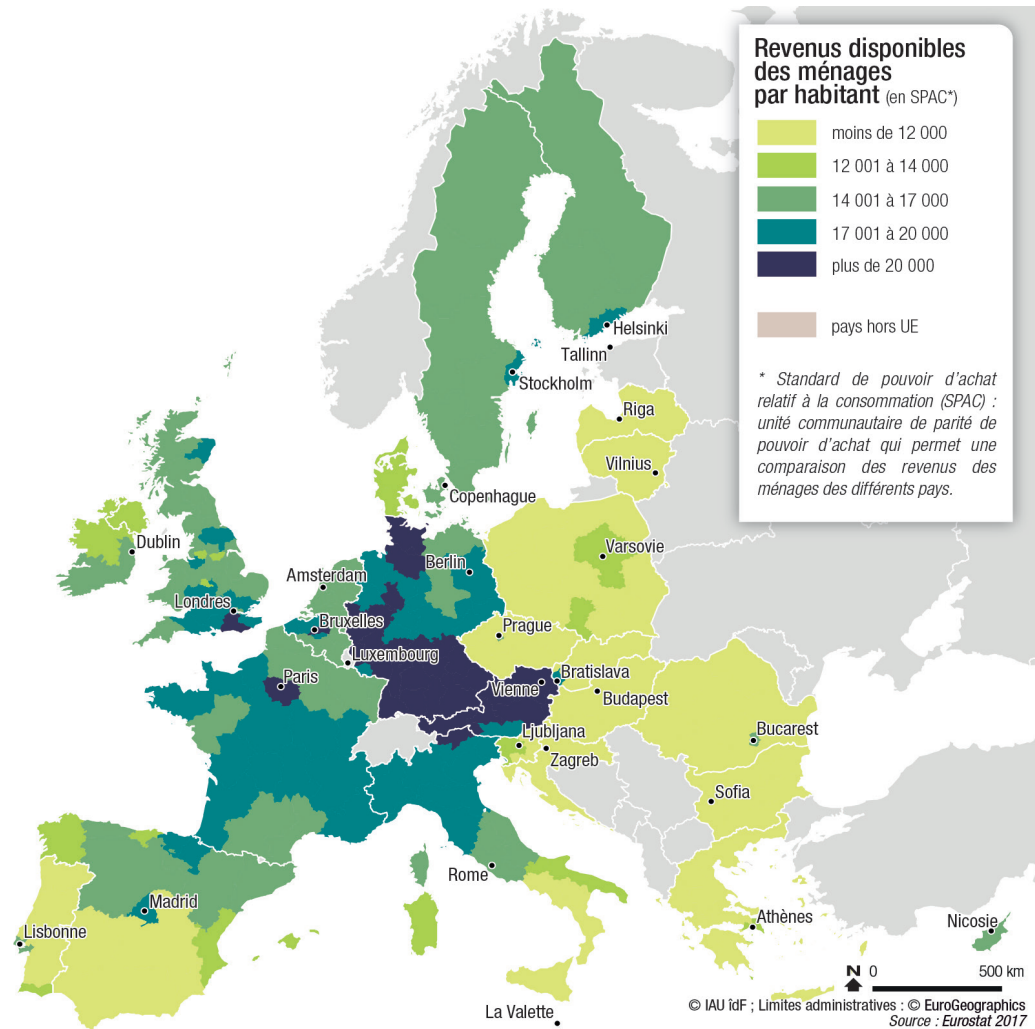 Revenus disponibles
des ménages
par habitant (en SPAC*)
moins de 12 000
12 001 à 14 000
14 001 à 17 000
17 001 à 20 000
plus de 20 000
pays hors UE
* Standard de pouvoir d'achat
relatif à la consommation (SPAC) :
unité communautaire de parité de
pouvoir d'achat qui permet une
comparaison des revenus des
ménages des différents pays.
Helsinki
Tallinn
Stockholm
Riga
Vilnius
Copenhague
Dublin
Varsovie
Berlin
Amsterdam
Londres
Bruxelles
Prague
Luxembourg
Paris
Bratislava
Vienne
Budapest
Ljubljana
Bucarest
Zagreb
Sofia
Rome
Madrid
Athènes
Nicosie
Lisbonne
La Valette
N 0 500 km
© IAU îdF ; Limites administratives : © EuroGeographics
Source : Eurostat 2017